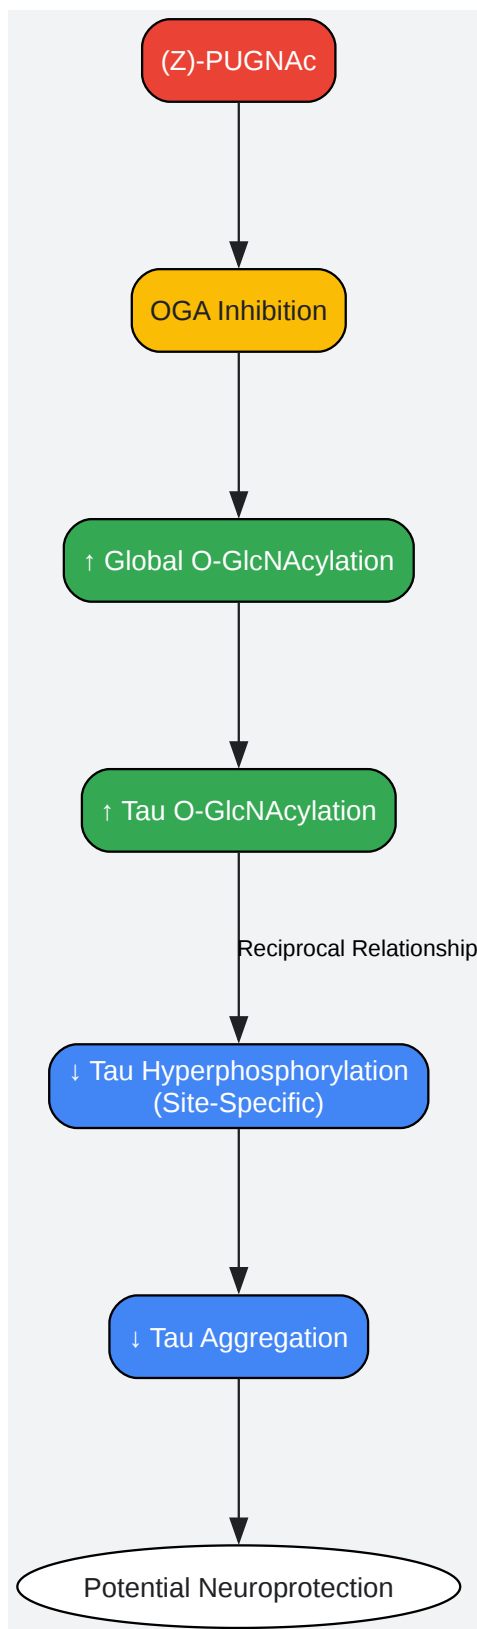 (Z)-PUGNAc
OGA Inhibition
↑ Global O-GlcNAcylation
↑ Tau O-GlcNAcylation
Reciprocal Relationship
↓ Tau Hyperphosphorylation
(Site-Specific)
↓ Tau Aggregation
Potential Neuroprotection